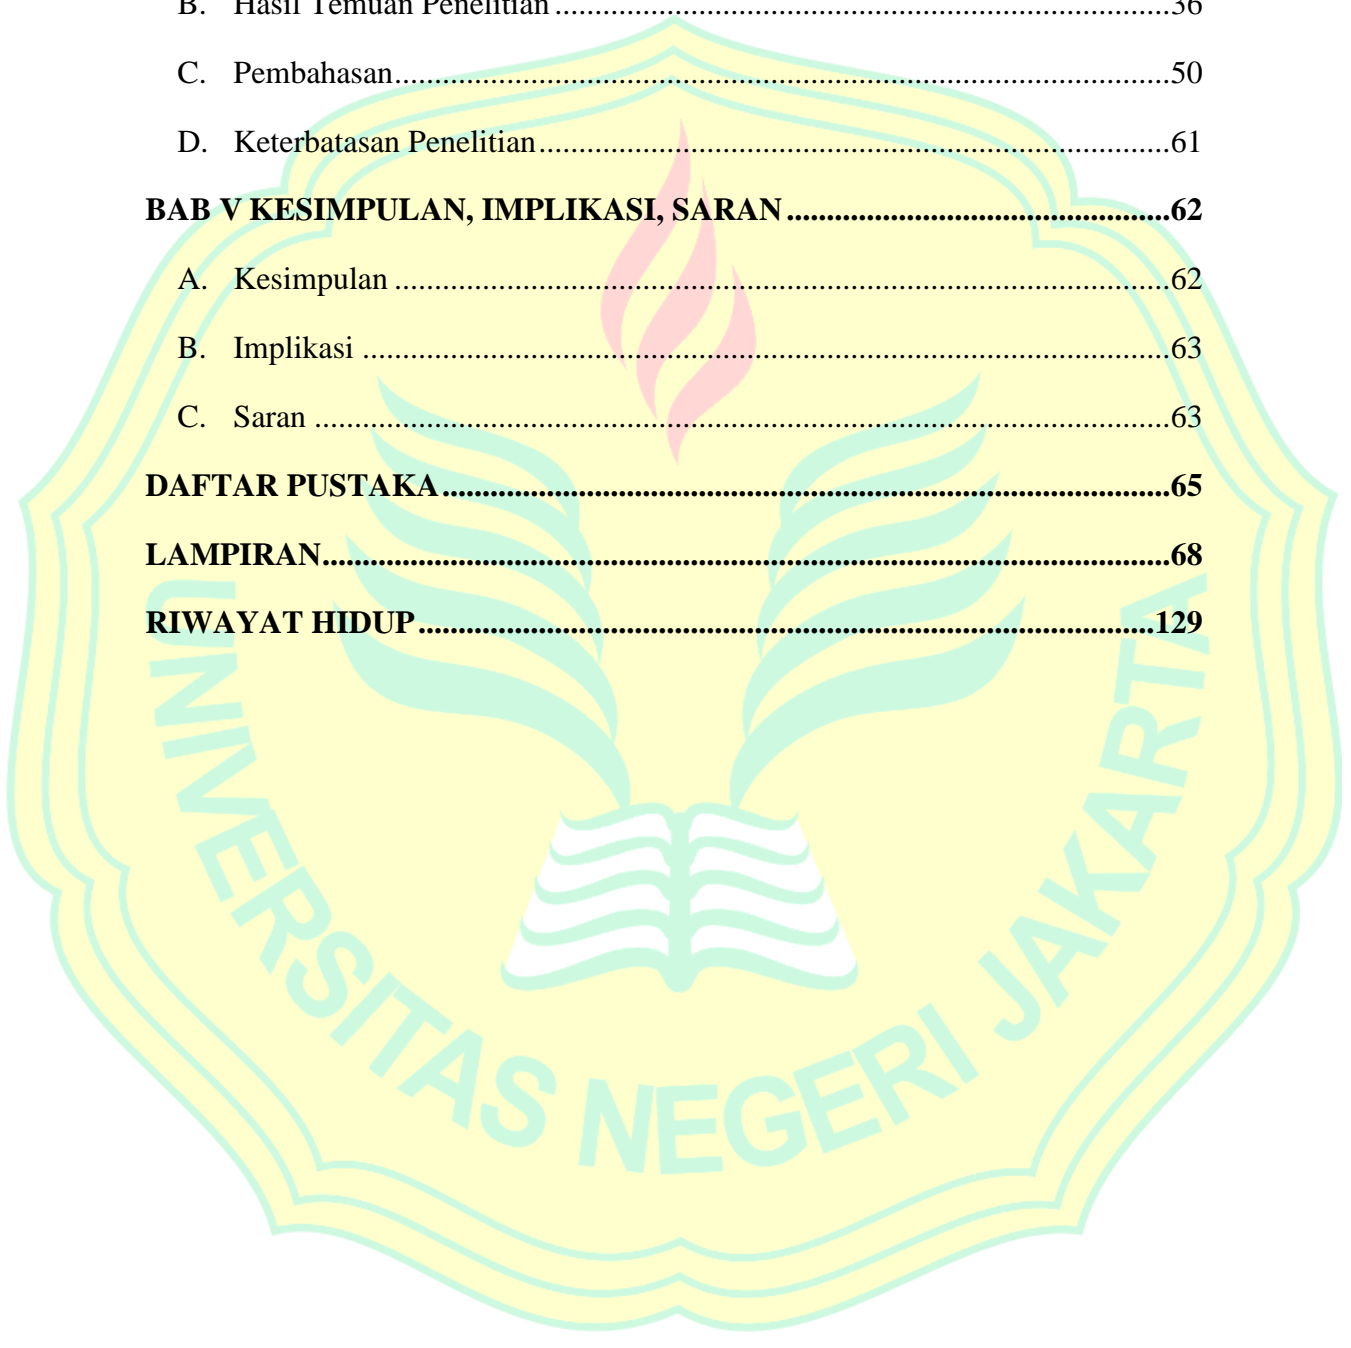 B. Hasil Temuan Penelitian ........................................................................36
C. Pembahasan ........................................................................50
D. Keterbatasan Penelitian ........................................................................61
BAB V KESIMPULAN, IMPLIKASI, SARAN ................................................62
A. Kesimpulan ........................................................................62
B. Implikasi ........................................................................63
C. Saran ........................................................................63
DAFTAR PUSTAKA ........................................................................65
LAMPIRAN ........................................................................68
RIWAYAT HIDUP ........................................................................129
UNIVERSITAS NEGERI JAKARTA